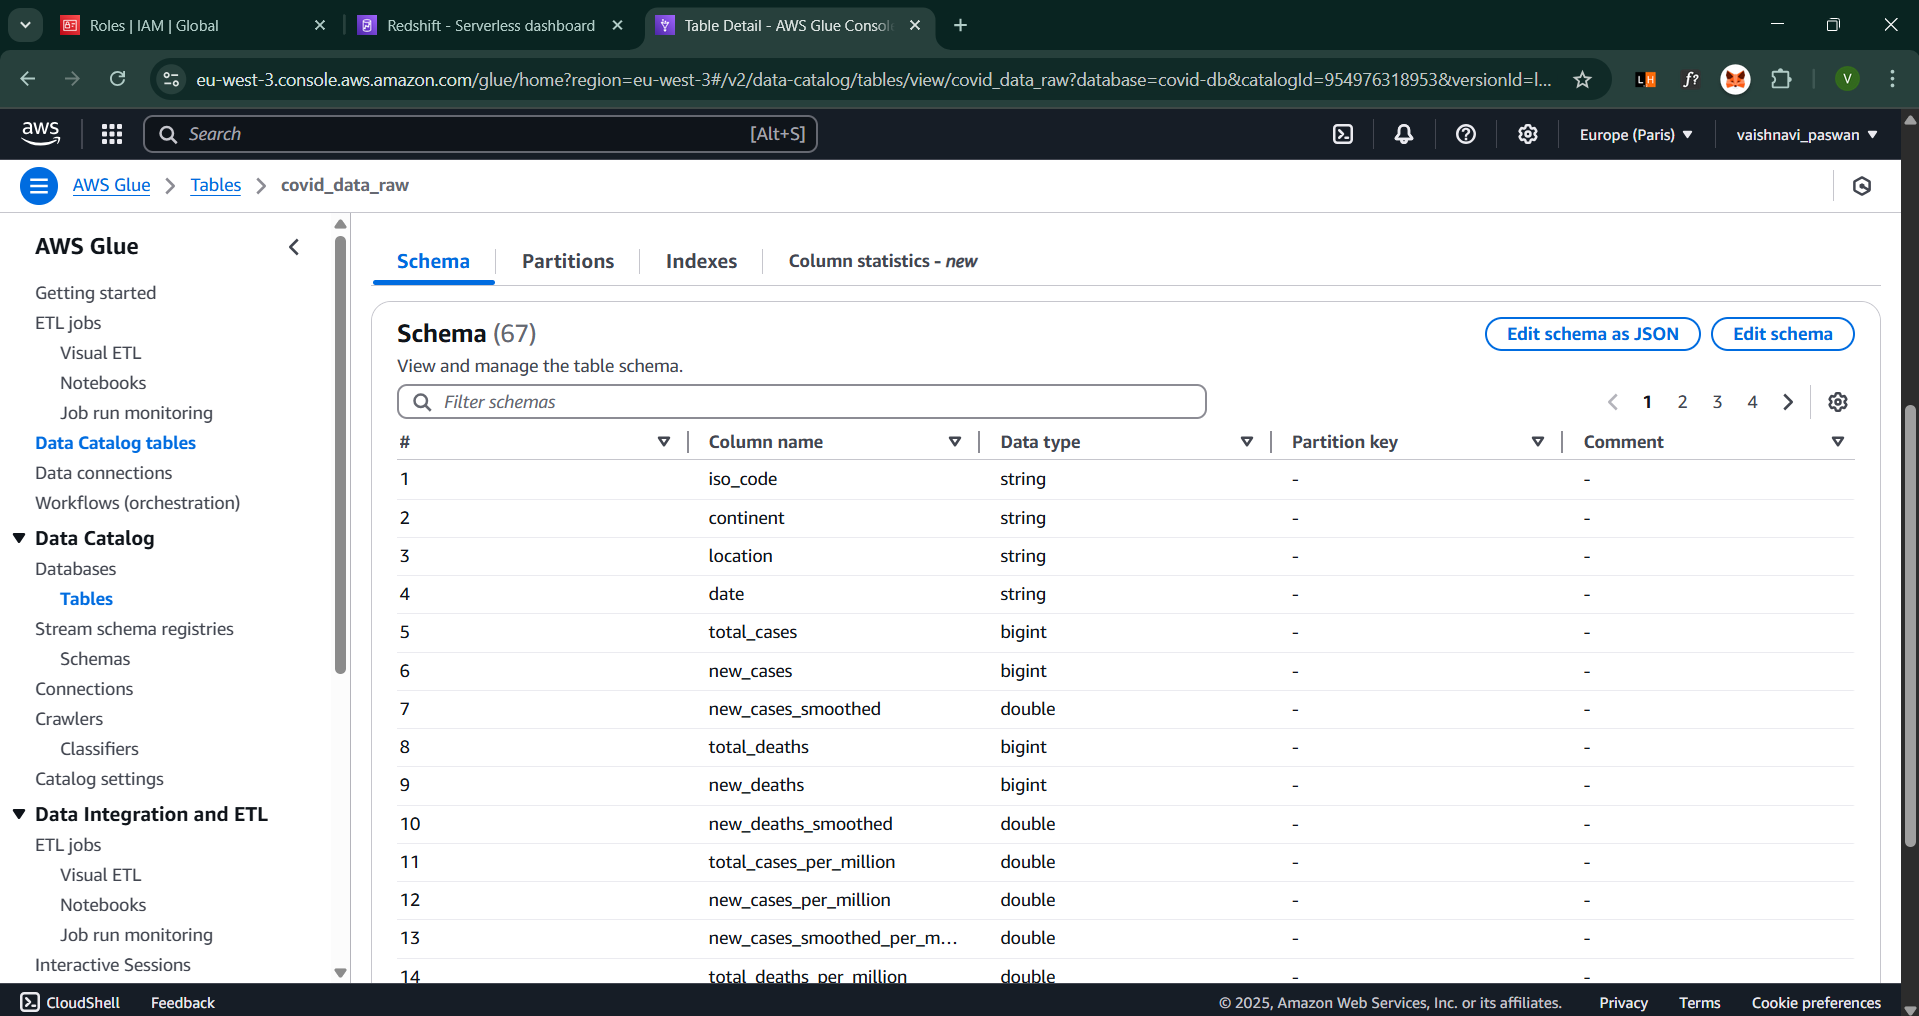 Roles | IAM | Global
Redshift - Serverless dashboard
Table Detail - AWS Glue Consol
eu-west-3.console.aws.amazon.com/glue/home?region=eu-west-3#/v2/data-catalog/tables/view/covid_data_raw?database=covid-db&catalogId=954976318953&versionId=l...
LH
f?
V
aws
Search
[Alt+S]
Europe (Paris)
vaishnavi_paswan
AWS Glue
Tables
covid_data_raw
AWS Glue
Getting started
ETL jobs
Visual ETL
Notebooks
Job run monitoring
Data Catalog tables
Data connections
Workflows (orchestration)
Data Catalog
Databases
Tables
Stream schema registries
Schemas
Connections
Crawlers
Classifiers
Catalog settings
Data Integration and ETL
ETL jobs
Visual ETL
Notebooks
Job run monitoring
Interactive Sessions
Schema
Partitions
Indexes
Column statistics - new
Schema (67)
Edit schema as JSON
Edit schema
View and manage the table schema.
Filter schemas
1 2 3 4
# Column name Data type Partition key Comment
1 iso_code string - -
2 continent string - -
3 location string - -
4 date string - -
5 total_cases bigint - -
6 new_cases bigint - -
7 new_cases_smoothed double - -
8 total_deaths bigint - -
9 new_deaths bigint - -
10 new_deaths_smoothed double - -
11 total_cases_per_million double - -
12 new_cases_per_million double - -
13 new_cases_smoothed_per_m... double - -
14 total_deaths_per_million double - -
CloudShell
Feedback
© 2025, Amazon Web Services, Inc. or its affiliates.
Privacy
Terms
Cookie preferences